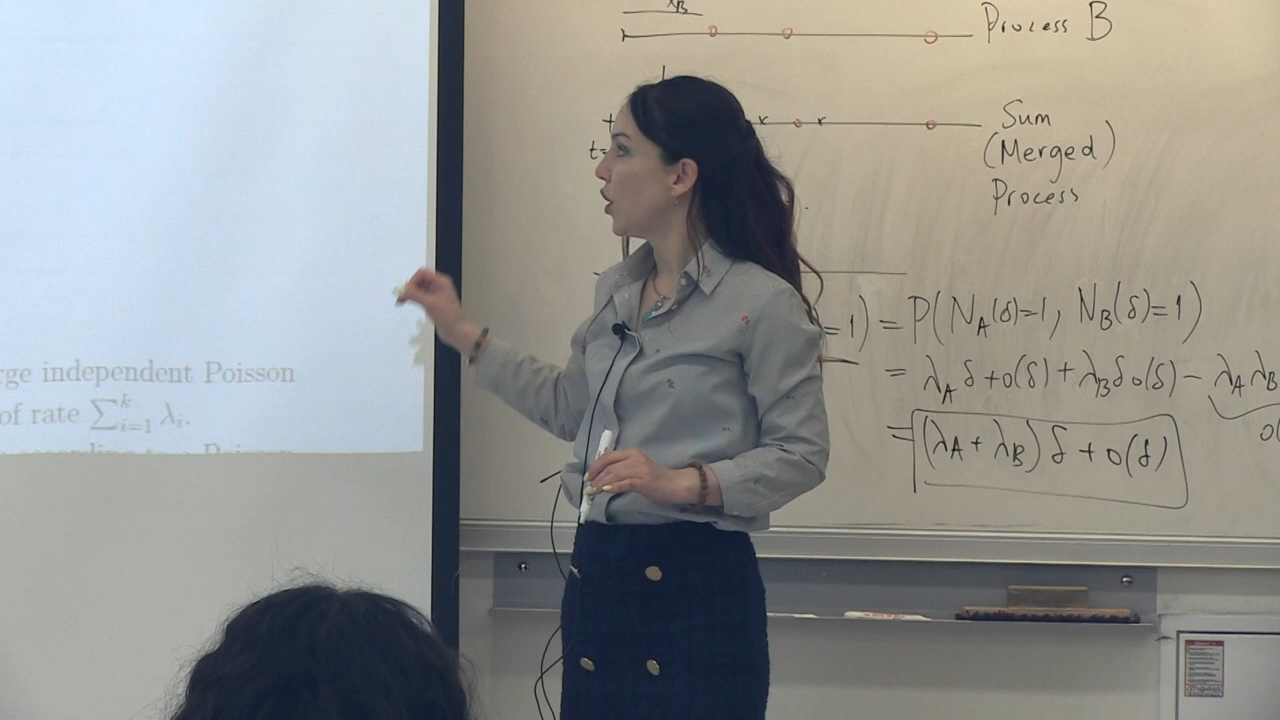 λB
Process B
Sum
(Merged)
Process
t=
=1) = P(N_A(δ)=1, N_B(δ)=1)
= λ_A δ + o(δ) + λ_B δ o(δ) - λ_A λ_B
o(
= (λ_A + λ_B) δ + o(δ)
rge independent Poisson
of rate ∑_{i=1}^{k} λ_i.